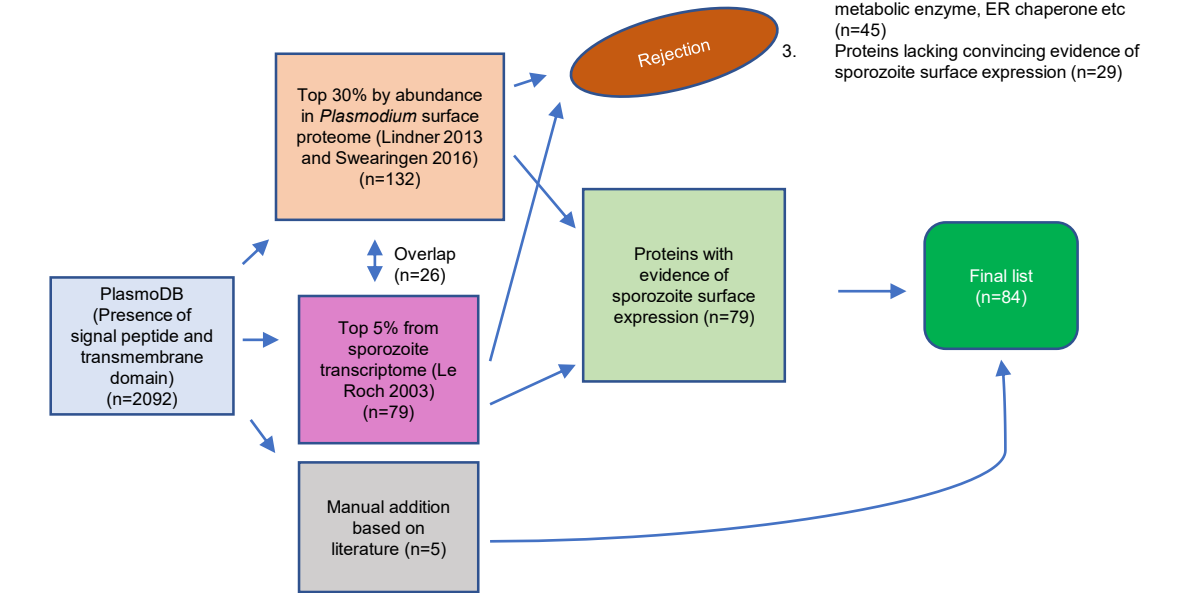 metabolic enzyme, ER chaperone etc
(n=45)
3. Proteins lacking convincing evidence of
sporozoite surface expression (n=29)
Rejection
Top 30% by abundance
in Plasmodium surface
proteome (Lindner 2013
and Swearingen 2016)
(n=132)
Overlap
(n=26)
PlasmoDB
(Presence of
signal peptide and
transmembrane
domain)
(n=2092)
Top 5% from
sporozoite
transcriptome (Le
Roch 2003)
(n=79)
Manual addition
based on
literature (n=5)
Proteins with
evidence of
sporozoite surface
expression (n=79)
Final list
(n=84)